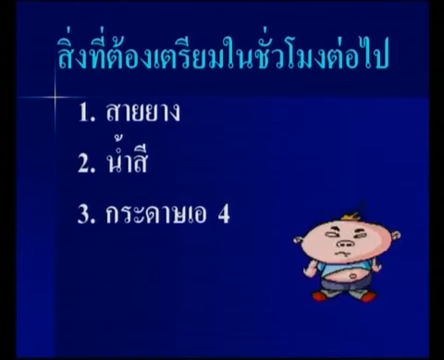 สิ่งที่ต้องเตรียมในชั่วโมงต่อไป
1. สายยาง
2. น้ำสี
3. กระดาษเอ 4